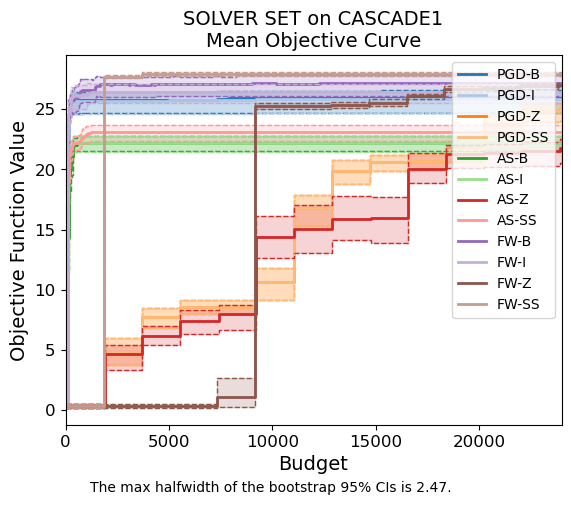 SOLVER SET on CASCADE1
Mean Objective Curve
Objective Function Value
25
20
15
10
5
0
0
5000
10000
15000
20000
Budget
PGD-B
PGD-I
PGD-Z
PGD-SS
AS-B
AS-I
AS-Z
AS-SS
FW-B
FW-I
FW-Z
FW-SS
The max halfwidth of the bootstrap 95% CIs is 2.47.